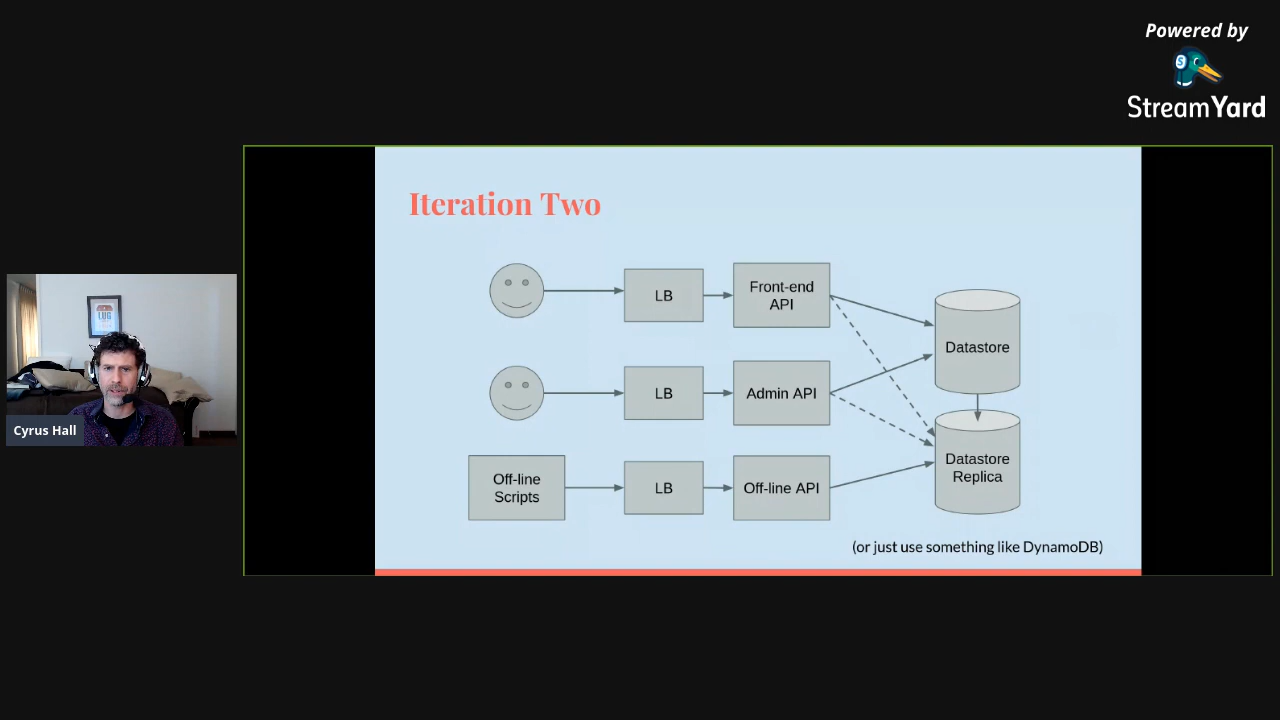 Powered by
StreamYard
Iteration Two
LB
Front-end
API
Datastore
LB
Admin API
Off-line
Scripts
LB
Off-line API
Datastore
Replica
(or just use something like DynamoDB)
LUG
Cyrus Hall